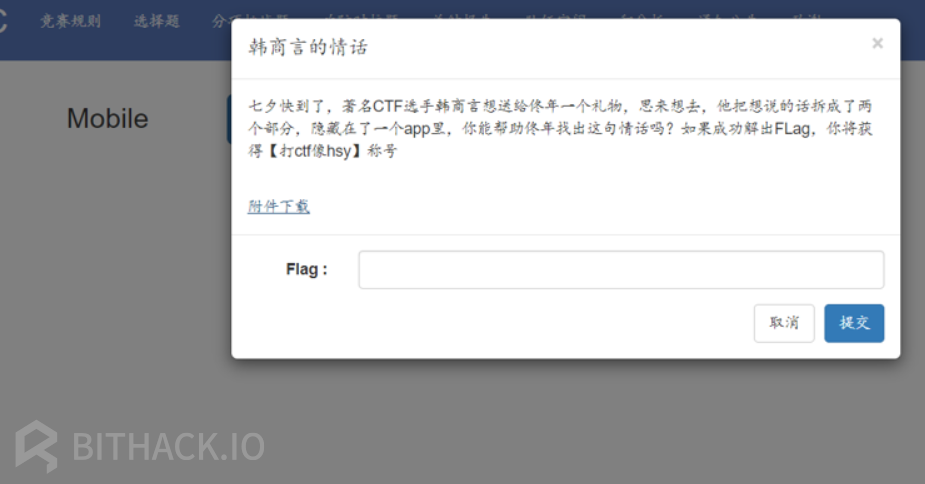 竞赛规则 选择题
韩商言的情话
×
Mobile
七夕快到了，著名CTF选手韩商言想送给佟年一个礼物，思来想去，他把想说的话拆成了两
个部分，隐藏在了一个app里，你能帮助佟年找出这句情话吗？如果成功解出FLag，你将获
得【打ctf像hsy】称号
附件下载
Flag :
取消 提交
BITHACK.IO